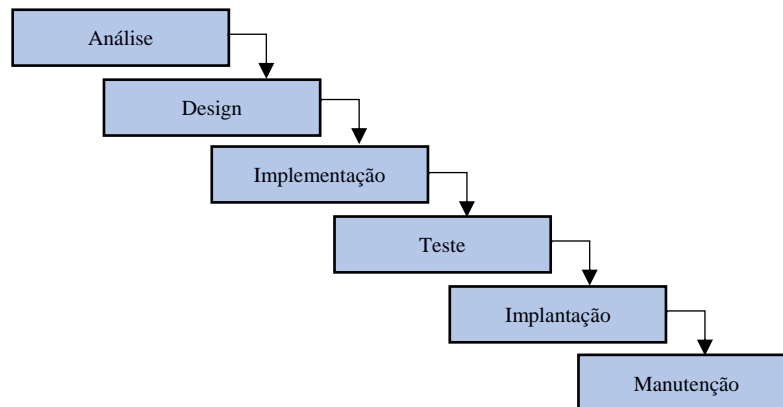 Análise
Design
Implementação
Teste
Implantação
Manutenção